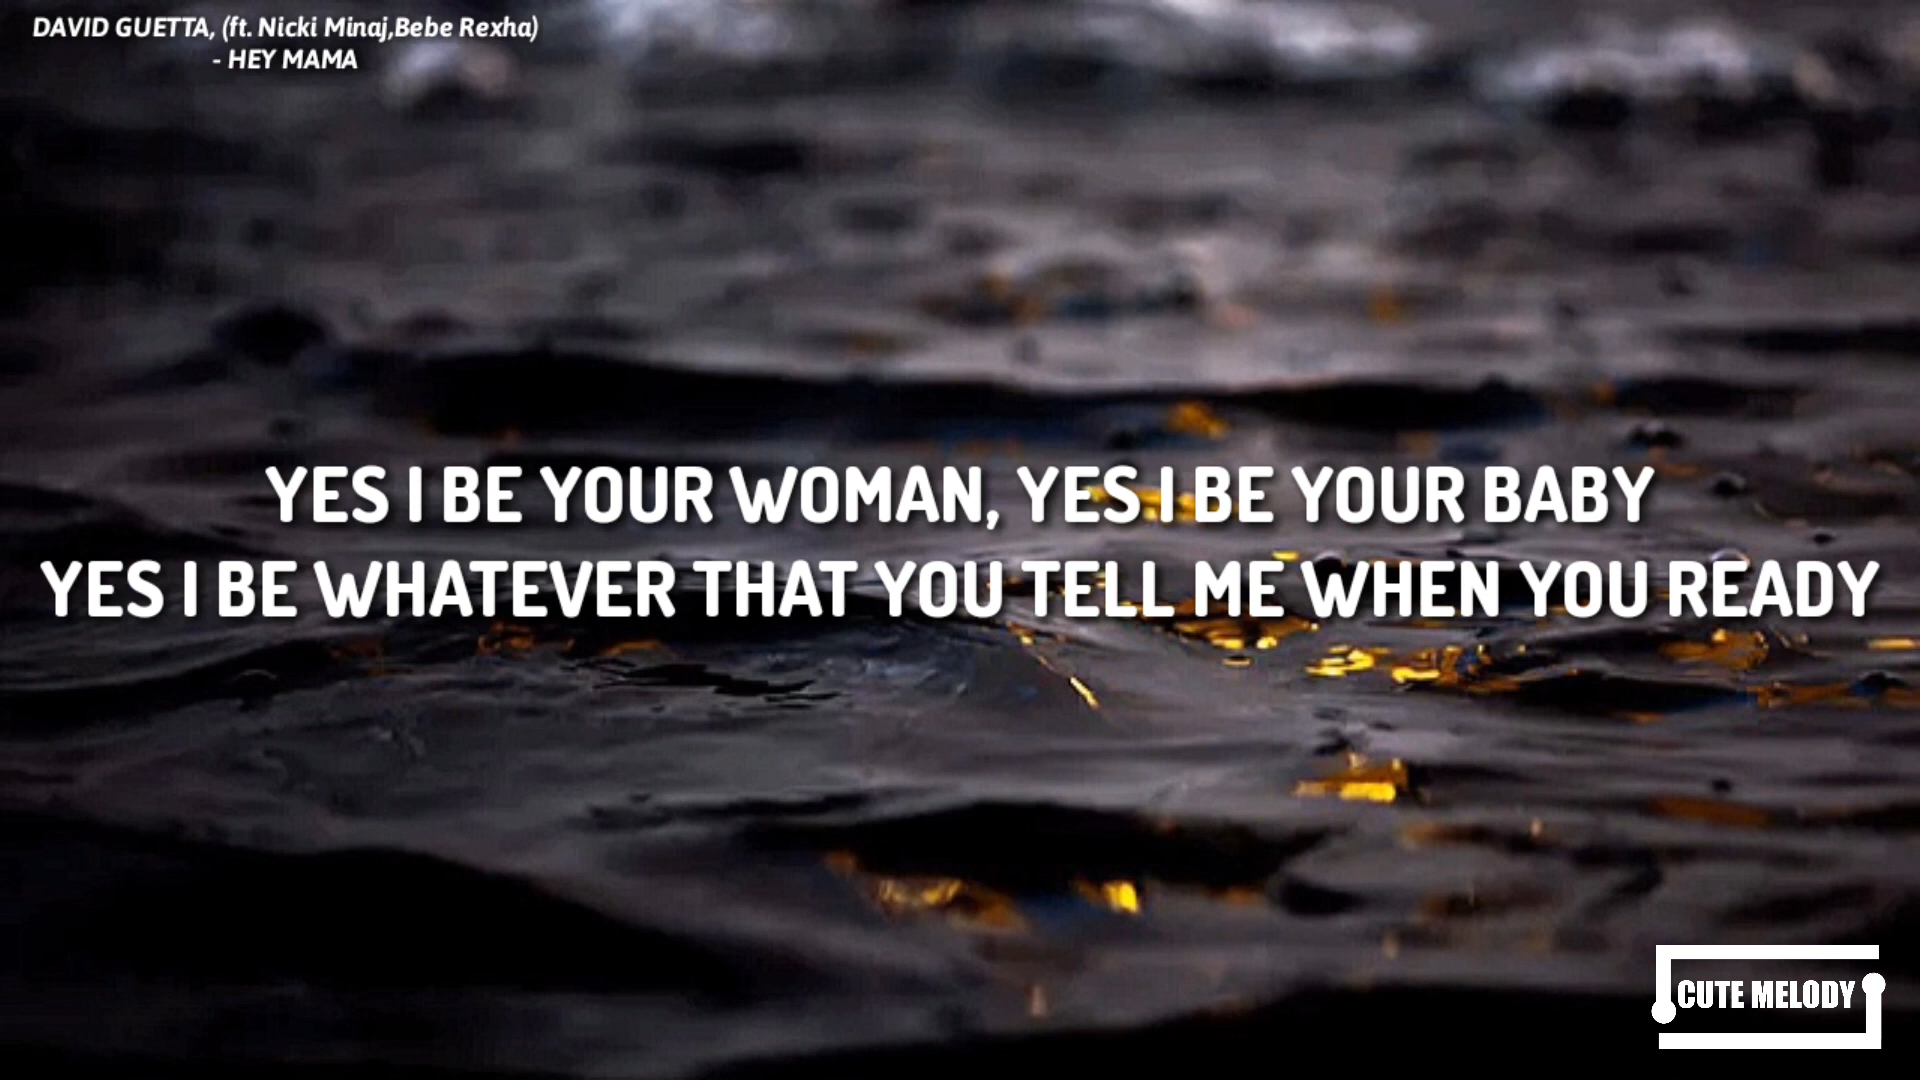 DAVID GUETTA, (ft. Nicki Minaj,Bebe Rexha)
- HEY MAMA
YES I BE YOUR WOMAN, YES I BE YOUR BABY
YES I BE WHATEVER THAT YOU TELL ME WHEN YOU READY
CUTE MELODY